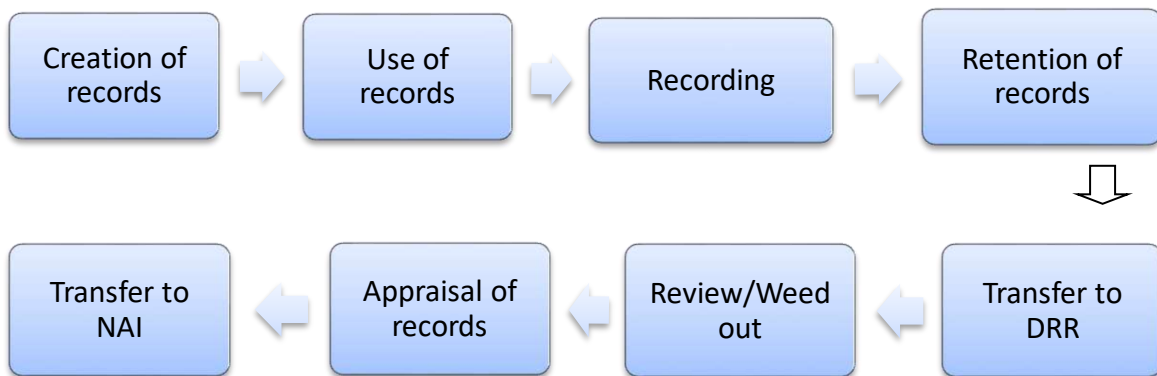 Creation of
records
Use of
records
Recording
Retention of
records
Transfer to
DRR
Review/Weed
out
Appraisal of
records
Transfer to
NAI